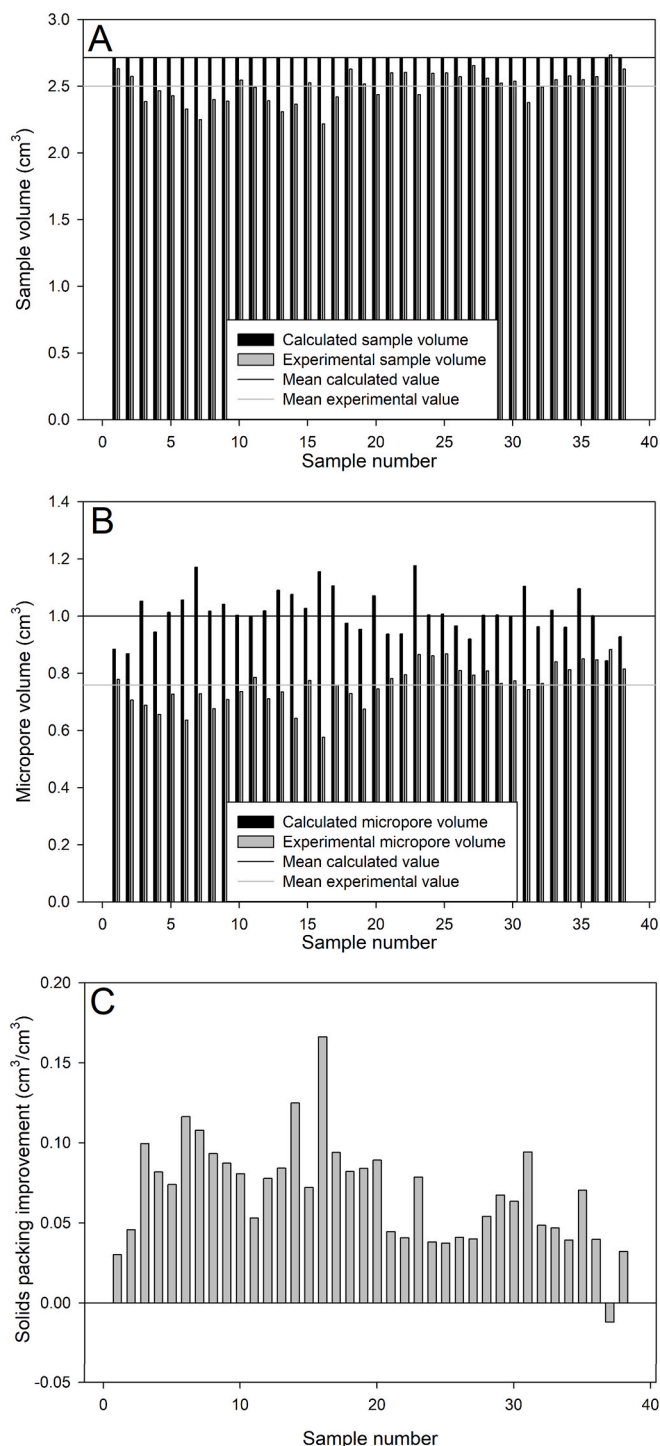 A
Sample volume (cm³)
3.0
2.5
2.0
1.5
1.0
0.5
0.0
Calculated sample volume
Experimental sample volume
Mean calculated value
Mean experimental value
0 5 10 15 20 25 30 35 40
Sample number
B
Micropore volume (cm³)
1.4
1.2
1.0
0.8
0.6
0.4
0.2
0.0
Calculated micropore volume
Experimental micropore volume
Mean calculated value
Mean experimental value
0 5 10 15 20 25 30 35 40
Sample number
C
Solids packing improvement (cm³/cm³)
0.20
0.15
0.10
0.05
0.00
-0.05
0 10 20 30 40
Sample number